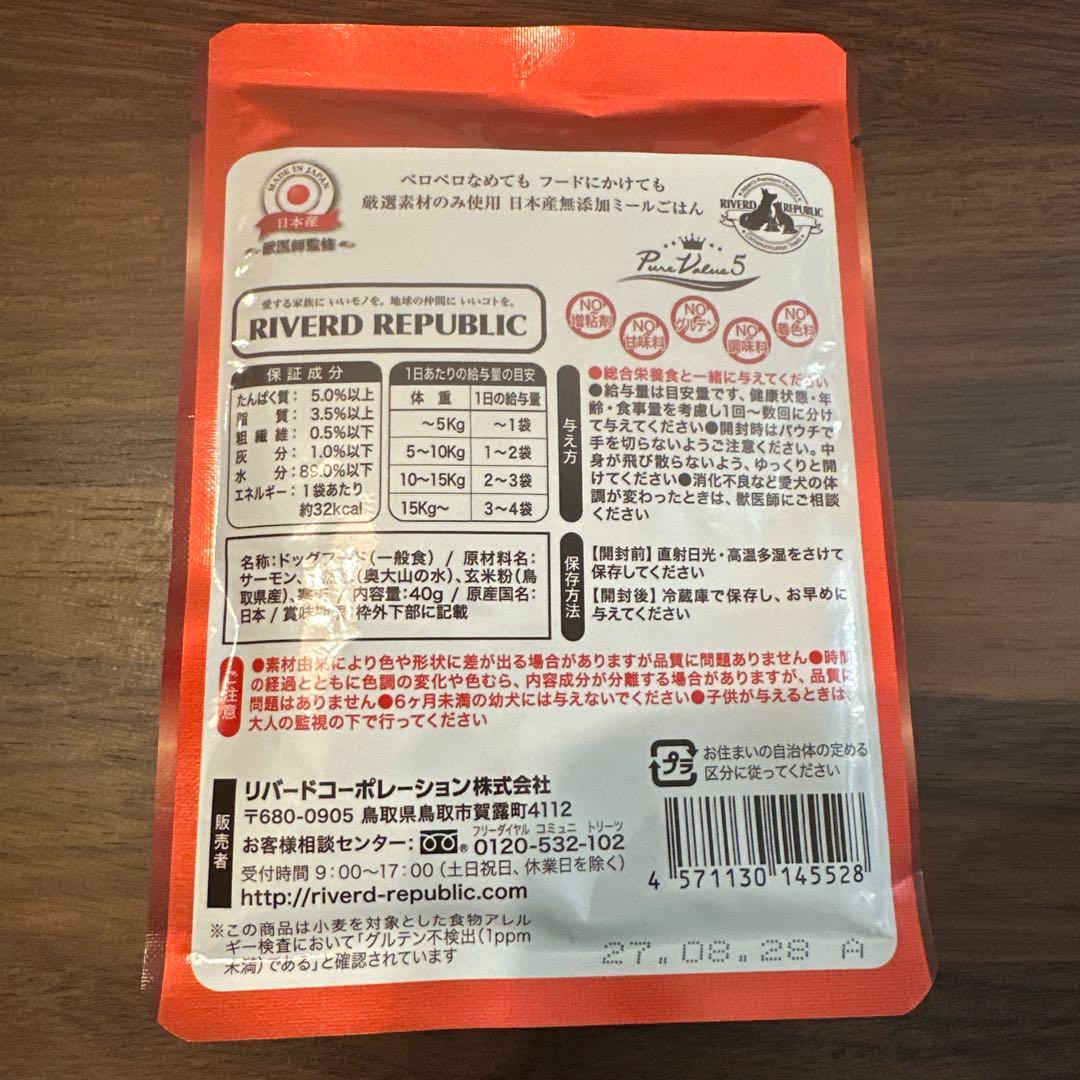 MADE IN JAPAN
日本産
獣医師監修
ペロペロなめても フードにかけても
厳選素材のみ使用 日本産無添加ミールごはん
Japan's Premium Factory
RIVERD REPUBLIC
Communication Treats
Pure Value 5
愛する家族に いいモノを。地球の仲間に いいコトを。
RIVERD REPUBLIC
NO 増粘剤
NO 甘味料
NO グルテン
NO 調味料
NO 着色料
保証成分
たんぱく質： 5.0%以上
脂　質： 3.5%以上
粗繊維： 0.5%以下
灰　分： 1.0%以下
水　分：89.0%以下
エネルギー：1袋あたり
約32kcal
1日あたりの給与量の目安
体重 1日の給与量
～5Kg ～1袋
5～10Kg 1～2袋
10～15Kg 2～3袋
15Kg～ 3～4袋
与え方
●総合栄養食と一緒に与えてください
●給与量は目安量です、健康状態・年
齢・食事量を考慮し1回～数回に分け
て与えてください●開封時はパウチで
手を切らないようご注意ください。中
身が飛び散らないよう、ゆっくりと開
けてください●消化不良など愛犬の体
調が変わったときは、獣医師にご相談
ください
名称：ドッグフード（一般食） / 原材料名：
サーモン、（奥大山の水）、玄米粉（鳥
取県産）、寒天 / 内容量：40g / 原産国名：
日本 / 賞味期限：枠外下部に記載
保存方法
【開封前】直射日光・高温多湿をさけて
保存してください
【開封後】冷蔵庫で保存し、お早めに
与えてください
ご注意
●素材由来により色や形状に差が出る場合がありますが品質に問題ありません●時間
の経過とともに色調の変化や色むら、内容成分が分離する場合がありますが、品質に
問題はありません●6ヶ月未満の幼犬には与えないでください●子供が与えるときは、
大人の監視の下で行ってください
プラ
お住まいの自治体の定める
区分に従ってください
販売者
リバードコーポレーション株式会社
〒680-0905 鳥取県鳥取市賀露町4112
フリーダイヤル コミュニ トリーツ
お客様相談センター： 0120-532-102
受付時間 9:00～17:00（土日祝日、休業日を除く）
http://riverd-republic.com
4 571130 145528
※この商品は小麦を対象とした食物アレル
ギー検査において「グルテン不検出（1ppm
未満）である」と確認されています
27.08.28 A